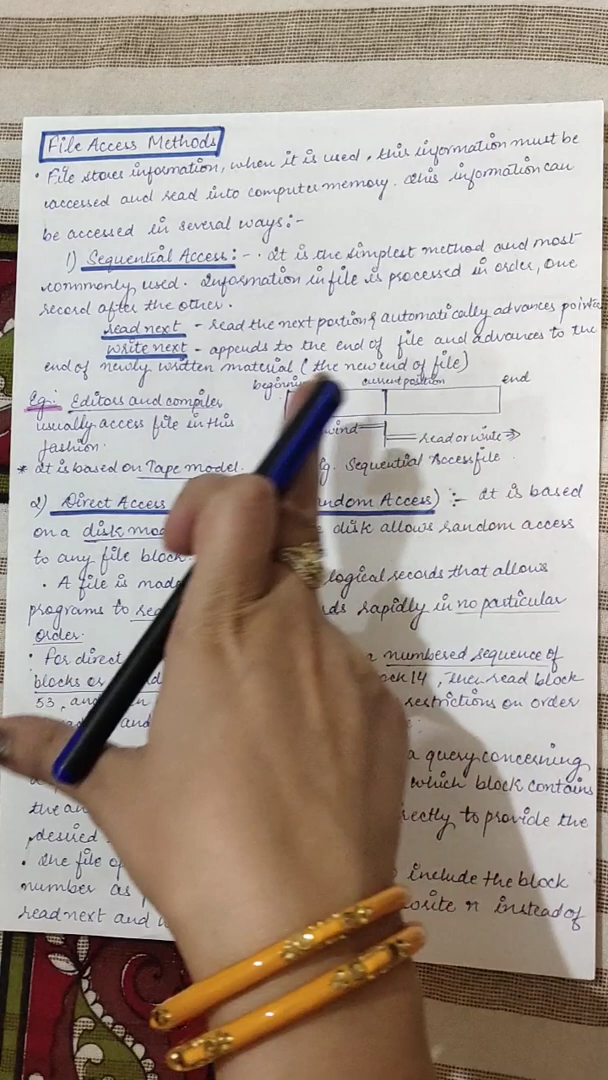 File Access Methods
• File stores information, when it is used, this information must be
accessed and read into computer memory. This information can
be accessed in several ways:-
1) Sequential Access:- • It is the simplest method and most
commonly used. Information in file is processed in order, one
record after the other.
read next - read the next portion & automatically advances pointer
write next - appends to the end of file and advances to the
end of newly written material (the new end of file)
current position end
Eg:- Editors and compiler
usually access file in this
fashion.
read or write
* It is based on Tape model. Sequential Access file
2) Direct Access Random Access) :- It is based
on a disk disk allows random access
to any file block
• A file is made logical records that allows
programs to rapidly in no particular
order.
• For direct numbered sequence of
blocks or 14, then read block
53, restrictions on order
a query concerning
which block contains
the
to provide the
desired
• The file include the block
number as
read next and n instead of